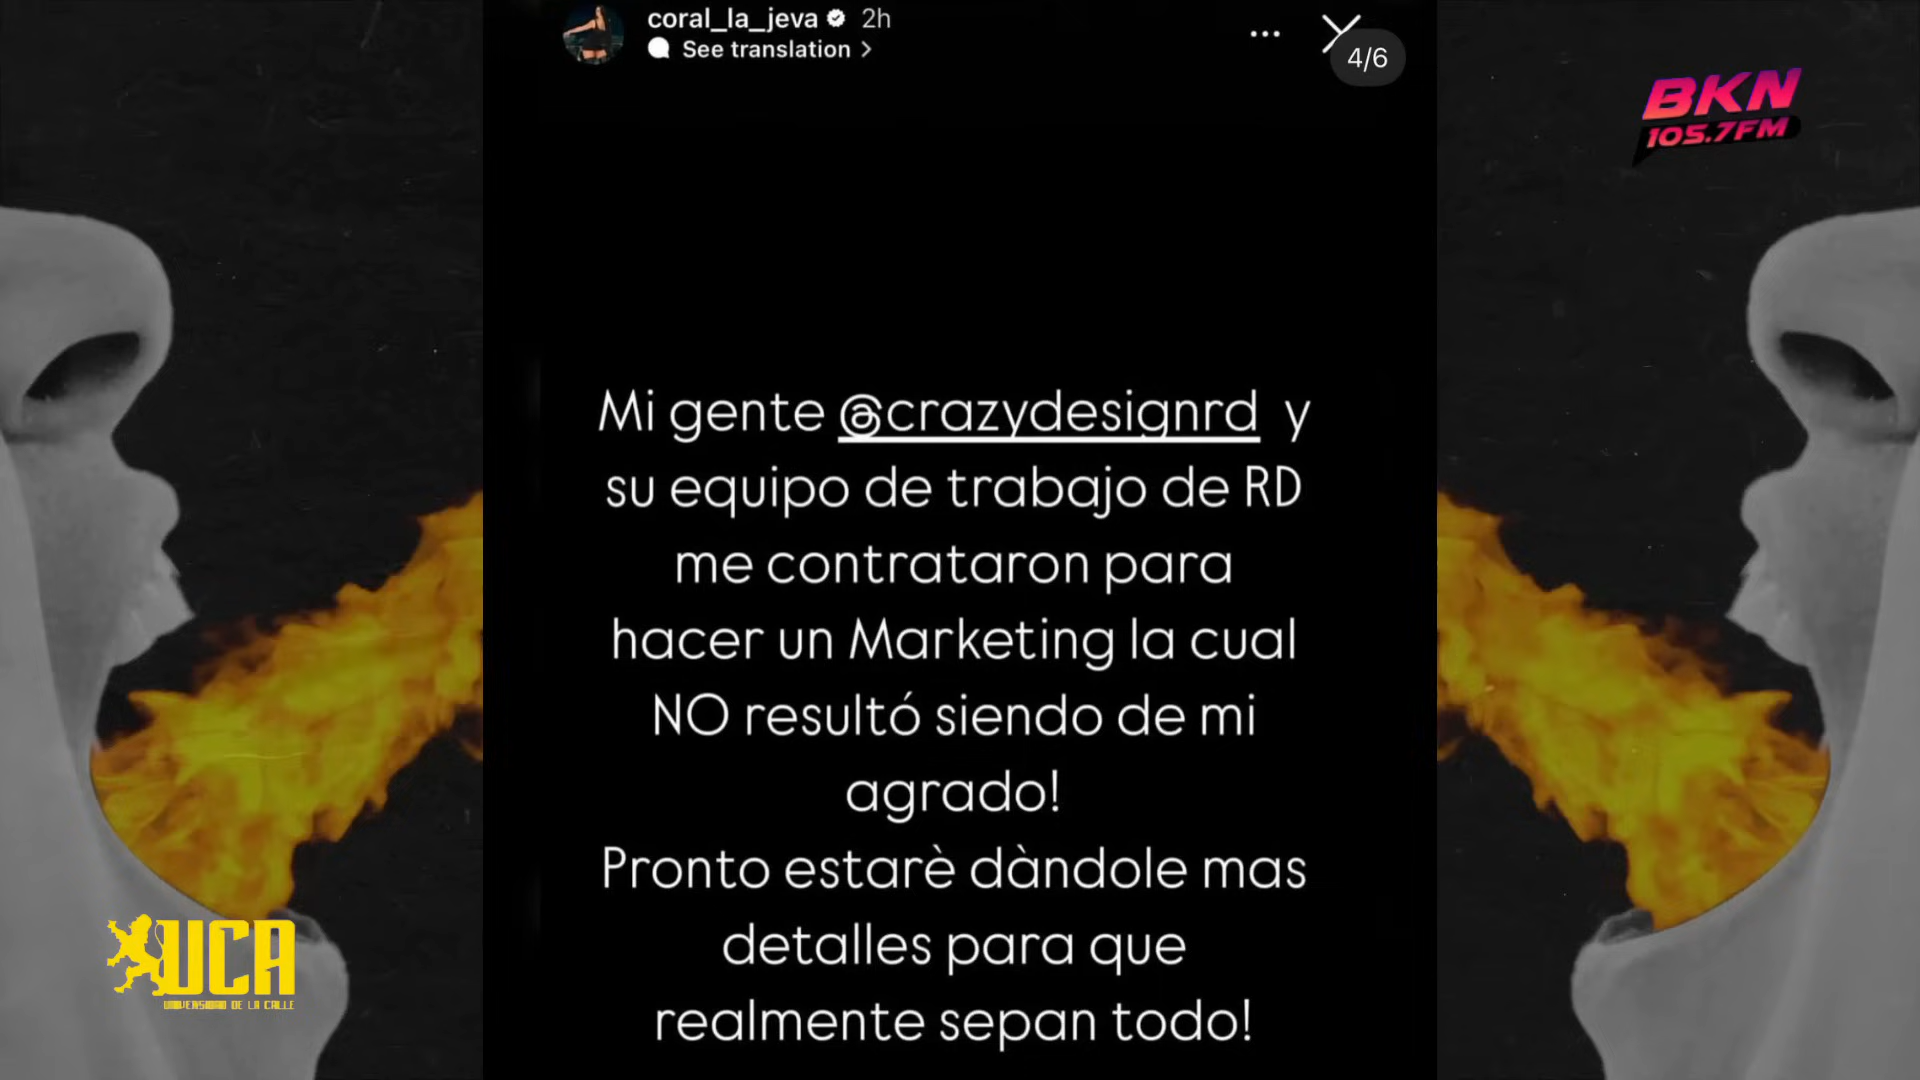 coral_la_jeva 2h
See translation >
4/6
BKN
105.7FM
Mi gente @crazydesignrd y
su equipo de trabajo de RD
me contrataron para
hacer un Marketing la cual
NO resultó siendo de mi
agrado!
Pronto estarè dàndole mas
detalles para que
realmente sepan todo!
UCA
UNIVERSIDAD DE LA CALLE